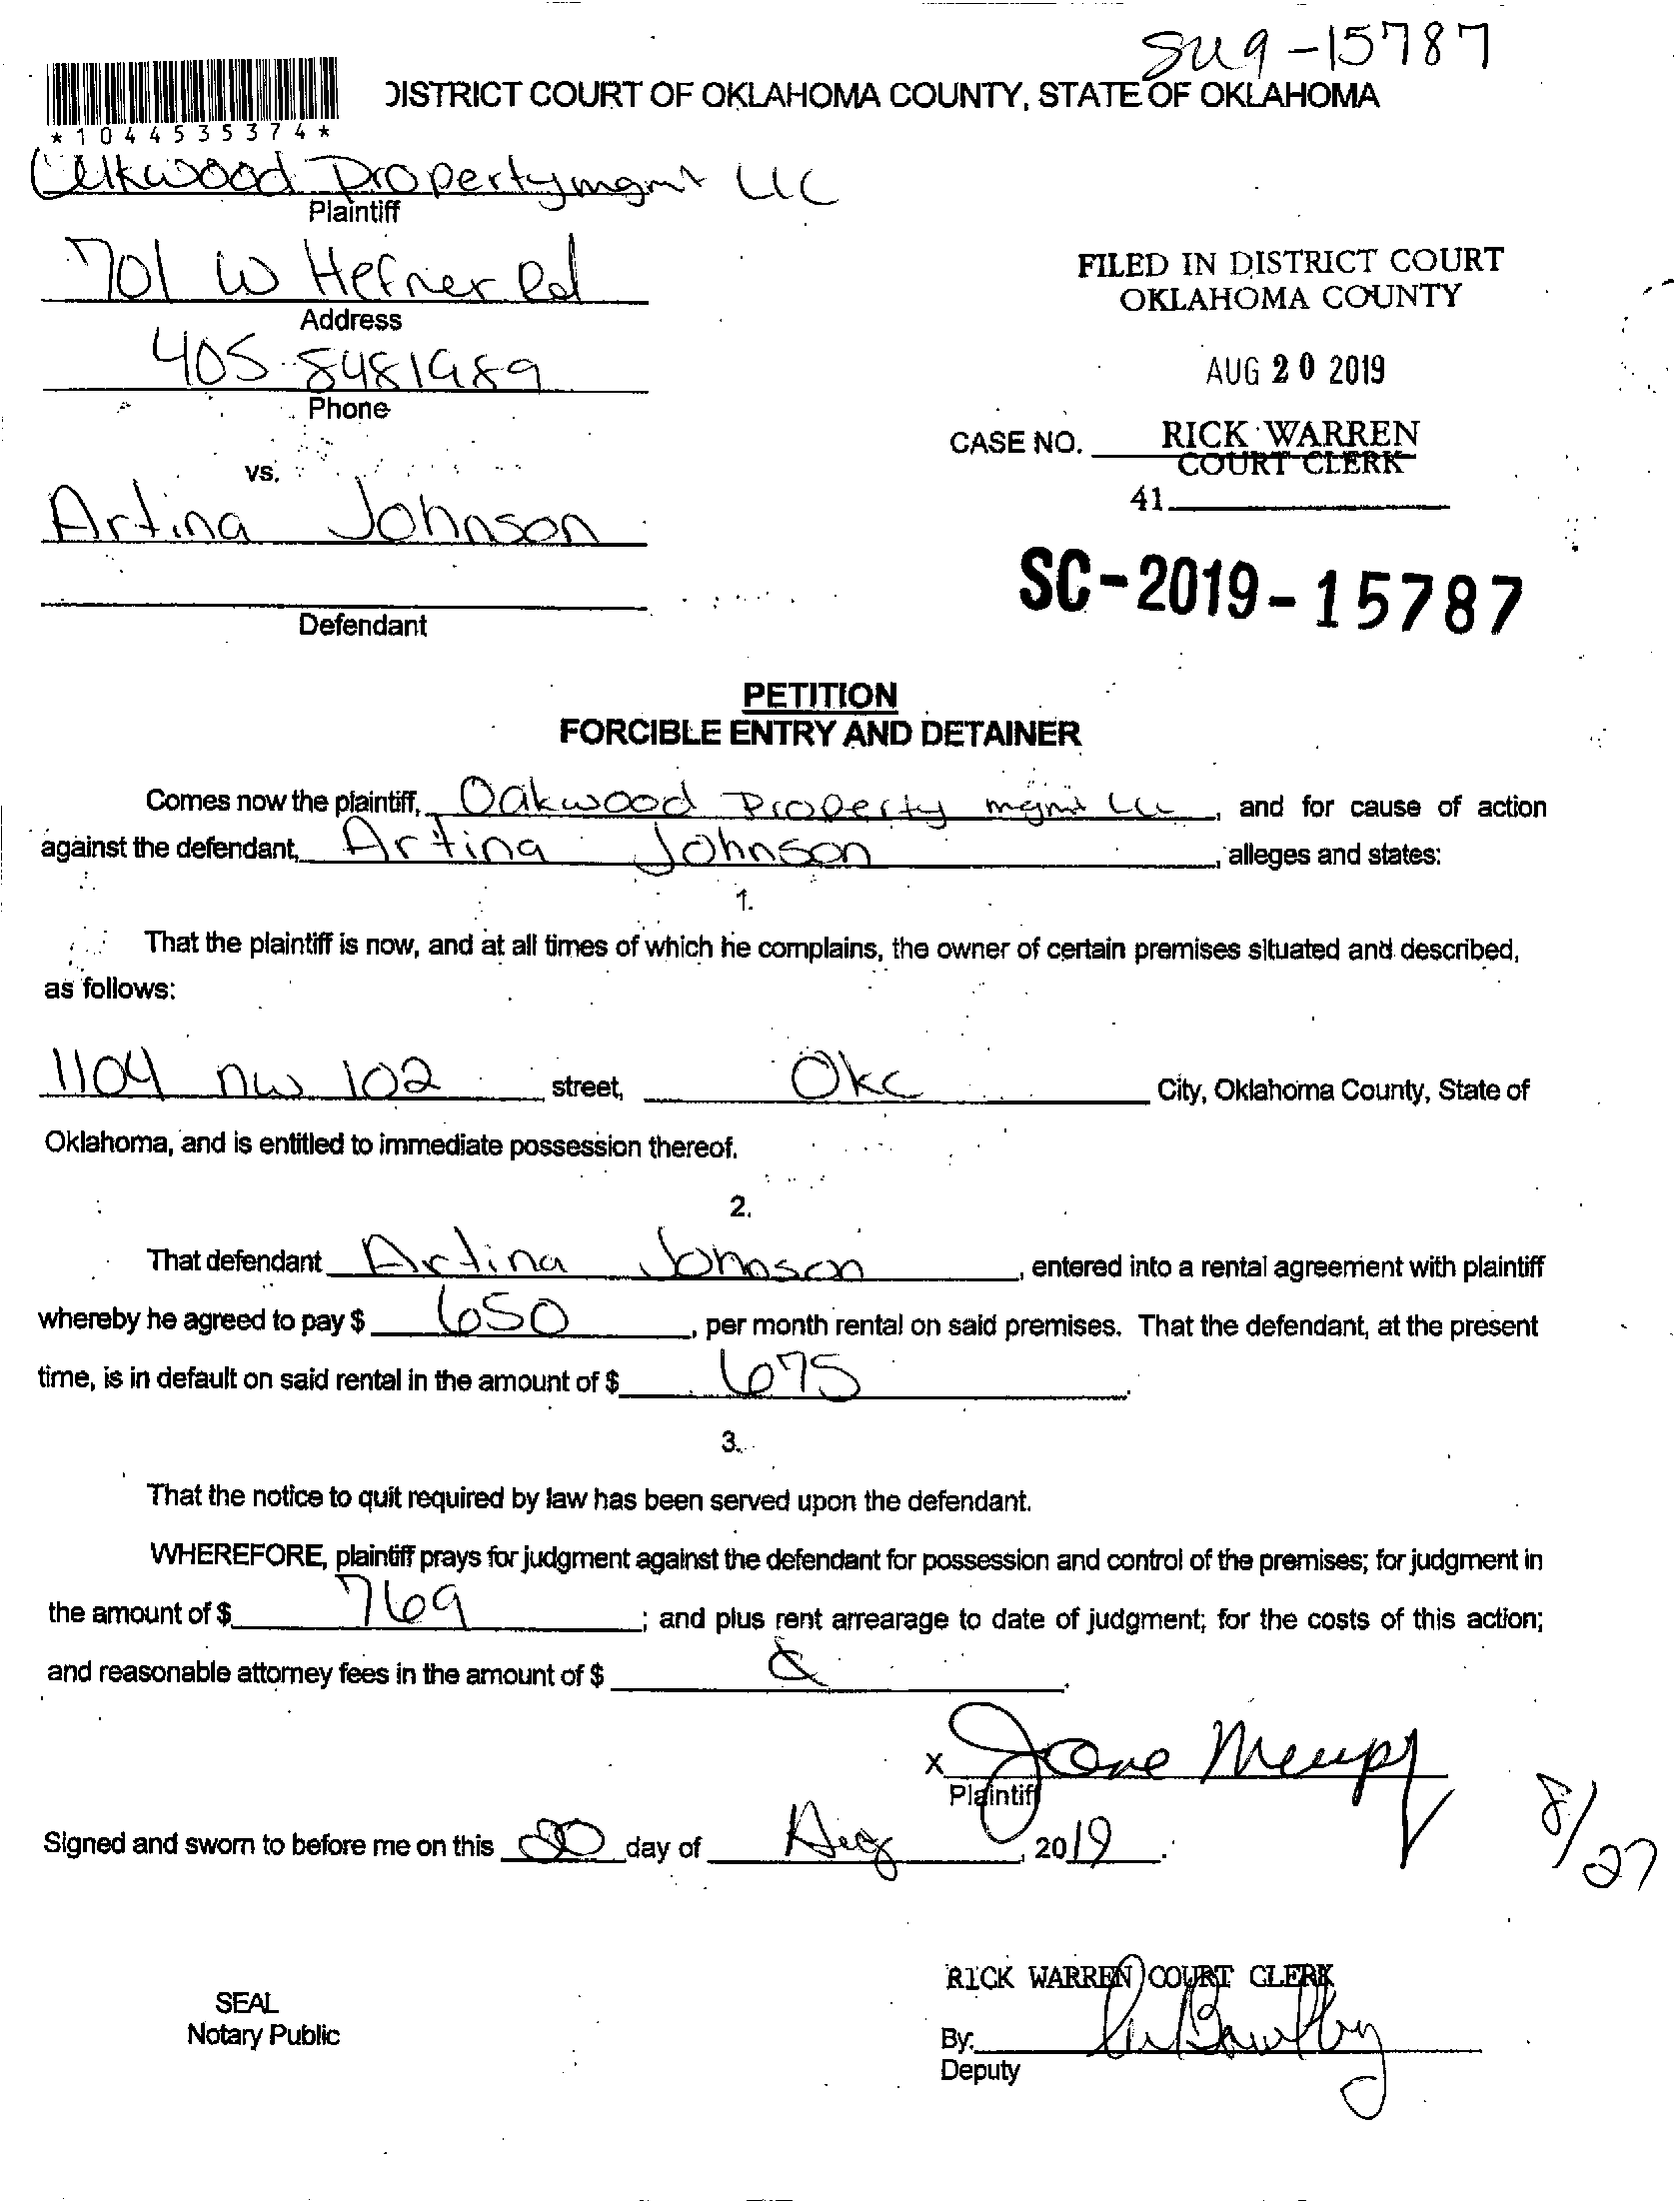 SC19-15787
DISTRICT COURT OF OKLAHOMA COUNTY, STATE OF OKLAHOMA
*1044535374*
Oakwood Property mgmt LLC
Plaintiff
701 W Hefner Rd
Address
405-8481989
Phone
FILED IN DISTRICT COURT
OKLAHOMA COUNTY
AUG 20 2019
CASE NO. RICK WARREN
COURT CLERK
41
vs.
Artina Johnson
Defendant
SC-2019-15787
PETITION
FORCIBLE ENTRY AND DETAINER
Comes now the plaintiff, Oakwood Property mgmt LLC, and for cause of action
against the defendant, Artina Johnson, alleges and states:
1.
That the plaintiff is now, and at all times of which he complains, the owner of certain premises situated and described,
as follows:
1104 NW 102 street, Okc City, Oklahoma County, State of
Oklahoma, and is entitled to immediate possession thereof.
2.
That defendant Artina Johnson, entered into a rental agreement with plaintiff
whereby he agreed to pay $ 650, per month rental on said premises. That the defendant, at the present
time, is in default on said rental in the amount of $ 675.
3.
That the notice to quit required by law has been served upon the defendant.
WHEREFORE, plaintiff prays for judgment against the defendant for possession and control of the premises; for judgment in
the amount of $ 769; and plus rent arrearage to date of judgment; for the costs of this action;
and reasonable attorney fees in the amount of $
X
Plaintiff
Signed and sworn to before me on this 20 day of Aug, 2019.
8/27
RICK WARREN COURT CLERK
SEAL
Notary Public
By:
Deputy